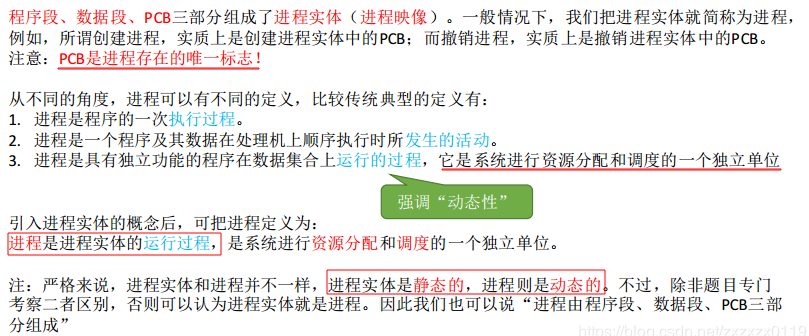 程序段、数据段、PCB三部分组成了进程实体（进程映像）。一般情况下，我们把进程实体就简称为进程，
例如，所谓创建进程，实质上是创建进程实体中的PCB；而撤销进程，实质上是撤销进程实体中的PCB。
注意：PCB是进程存在的唯一标志！
从不同的角度，进程可以有不同的定义，比较传统典型的定义有：
1. 进程是程序的一次执行过程。
2. 进程是一个程序及其数据在处理机上顺序执行时所发生的活动。
3. 进程是具有独立功能的程序在数据集合上运行的过程，它是系统进行资源分配和调度的一个独立单位
强调“动态性”
引入进程实体的概念后，可把进程定义为：
进程是进程实体的运行过程，是系统进行资源分配和调度的一个独立单位。
注：严格来说，进程实体和进程并不一样，进程实体是静态的，进程则是动态的。不过，除非题目专门
考察二者区别，否则可以认为进程实体就是进程。因此我们也可以说“进程由程序段、数据段、PCB三部
分组成”
https://blog.csdn.net/zxzxzx0119